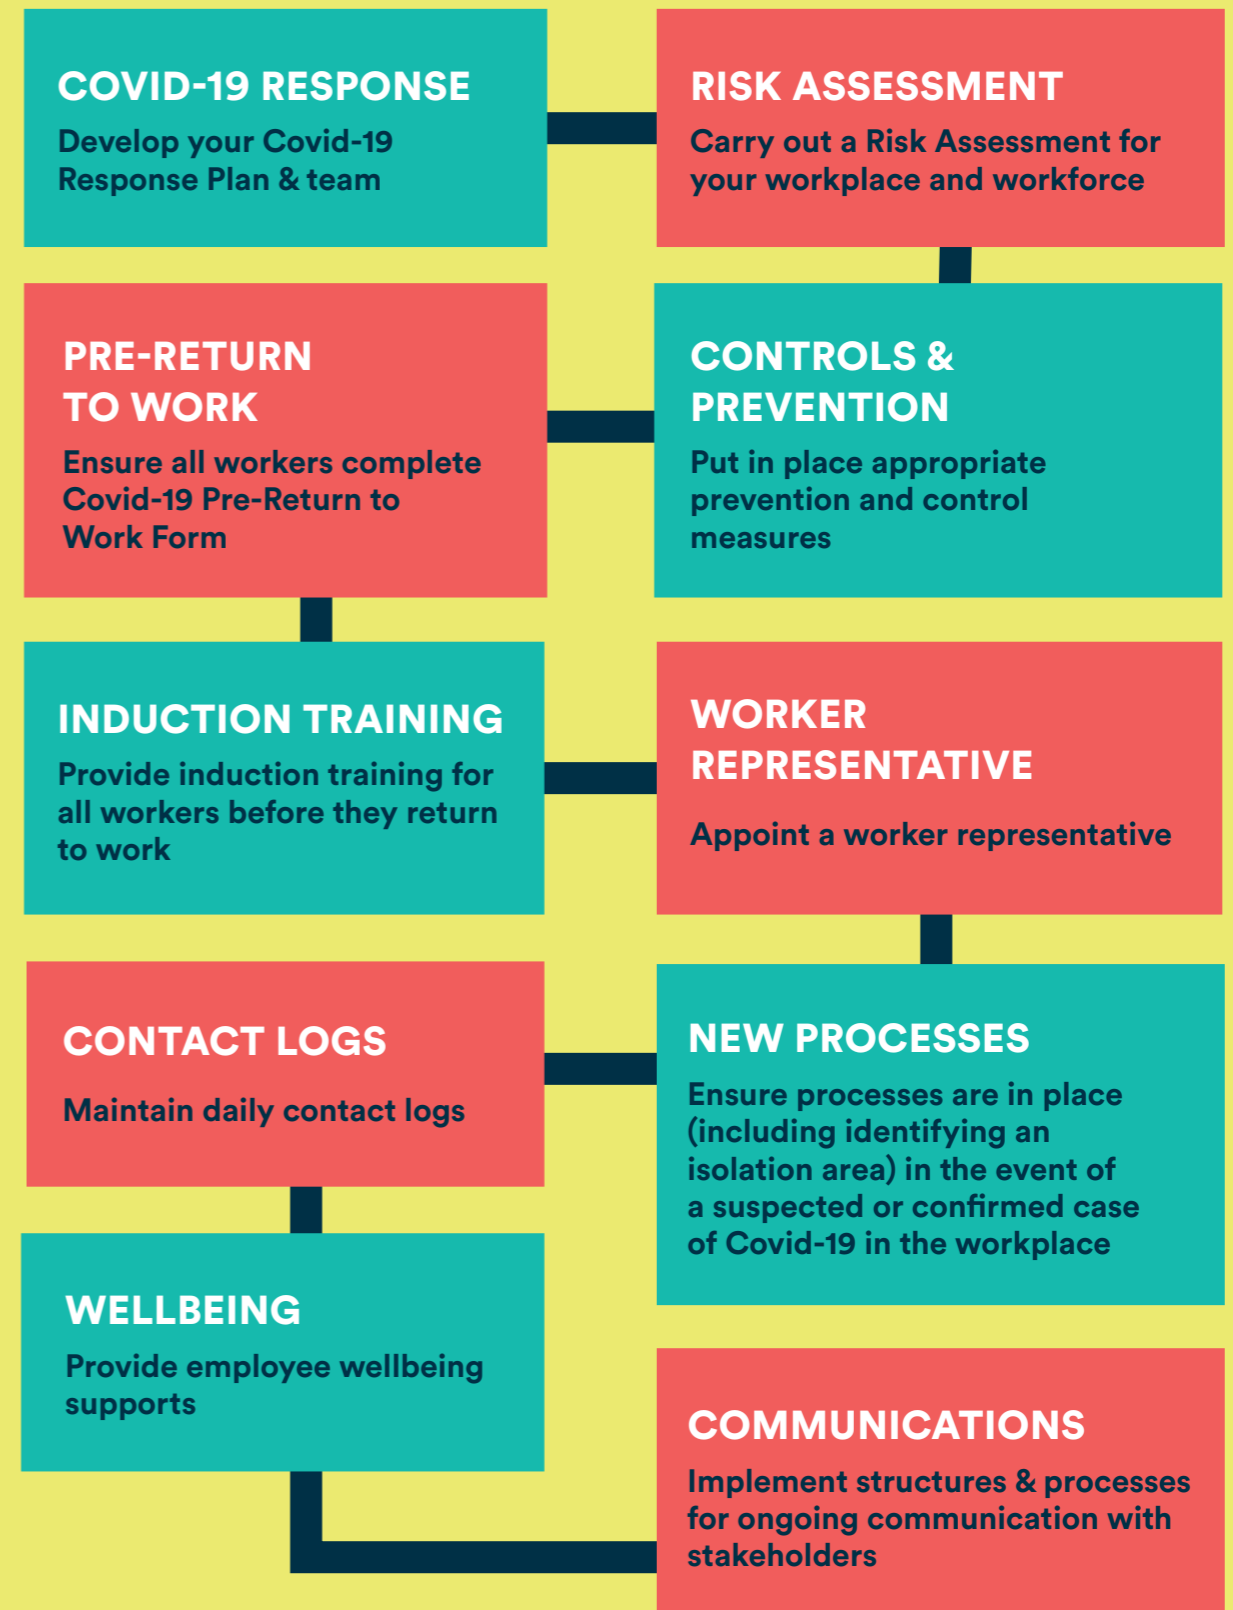 COVID-19 RESPONSE
Develop your Covid-19
Response Plan & team
RISK ASSESSMENT
Carry out a Risk Assessment for
your workplace and workforce
CONTROLS &
PREVENTION
Put in place appropriate
prevention and control
measures
PRE-RETURN
TO WORK
Ensure all workers complete
Covid-19 Pre-Return to
Work Form
INDUCTION TRAINING
Provide induction training for
all workers before they return
to work
WORKER
REPRESENTATIVE
Appoint a worker representative
NEW PROCESSES
Ensure processes are in place
(including identifying an
isolation area) in the event of
a suspected or confirmed case
of Covid-19 in the workplace
CONTACT LOGS
Maintain daily contact logs
WELLBEING
Provide employee wellbeing
supports
COMMUNICATIONS
Implement structures & processes
for ongoing communication with
stakeholders